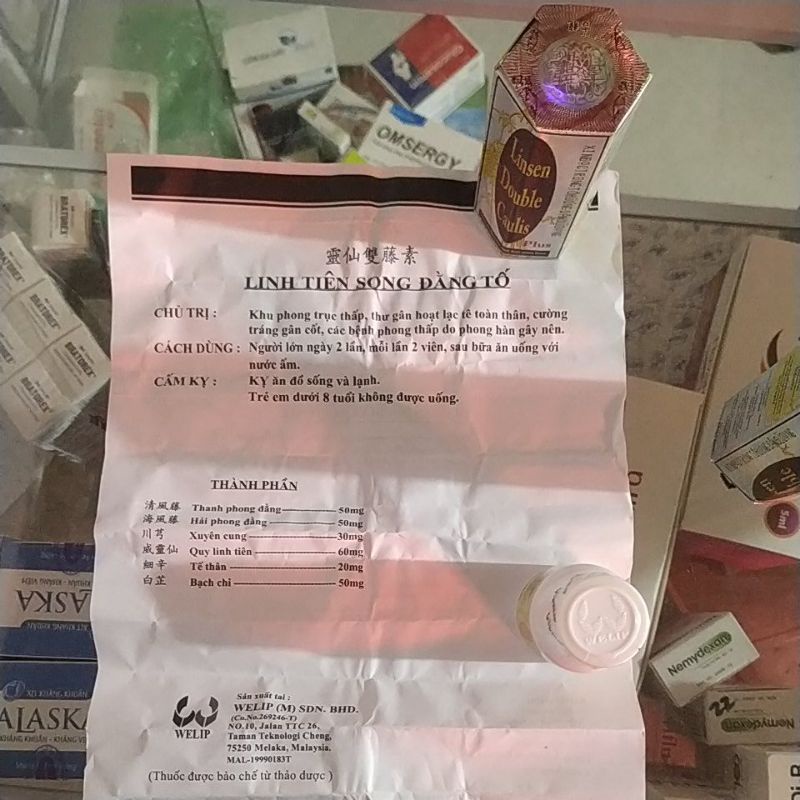 OMSERGY
Linsen
Double
Caulis
Plus
BRATOREX
靈仙雙藤素
LINH TIÊN SONG ĐẰNG TỐ
CHỦ TRỊ : Khu phong trục thấp, thư gân hoạt lạc tê toàn thân, cường
tráng gân cốt, các bệnh phong thấp do phong hàn gây nên.
CÁCH DÙNG : Người lớn ngày 2 lần, mỗi lần 2 viên, sau bữa ăn uống với
nước ấm.
CẤM KỴ : KỴ ăn đồ sống và lạnh.
Trẻ em dưới 8 tuổi không được uống.
THÀNH PHẦN
清風藤 Thanh phong đằng 50mg
海風藤 Hải phong đằng 50mg
川芎 Xuyên cung 30mg
威靈仙 Quy linh tiên 60mg
細辛 Tế thân 20mg
白芷 Bạch chỉ 50mg
WELIP
Sản xuất tại :
WELIP (M) SDN. BHD.
(Co.No.269246-T)
NO.10, Jalan TTC 26,
Taman Teknologi Cheng,
75250 Melaka, Malaysia.
MAL-19990183T
(Thuốc được bào chế từ thảo dược )
WELIP
ALASKA
5ml
Nemydexan
Nemydexan